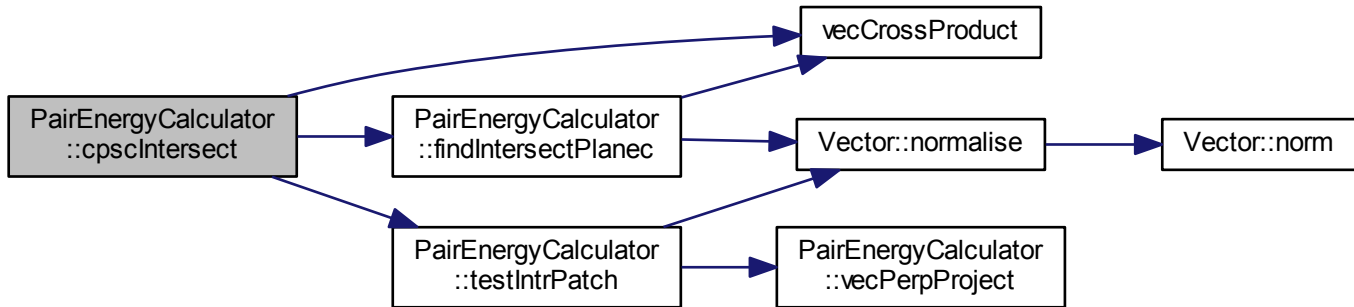 vecCrossProduct
PairEnergyCalculator
::cpscIntersect
PairEnergyCalculator
::findIntersectPlanec
Vector::normalise
Vector::norm
PairEnergyCalculator
::testIntrPatch
PairEnergyCalculator
::vecPerpProject